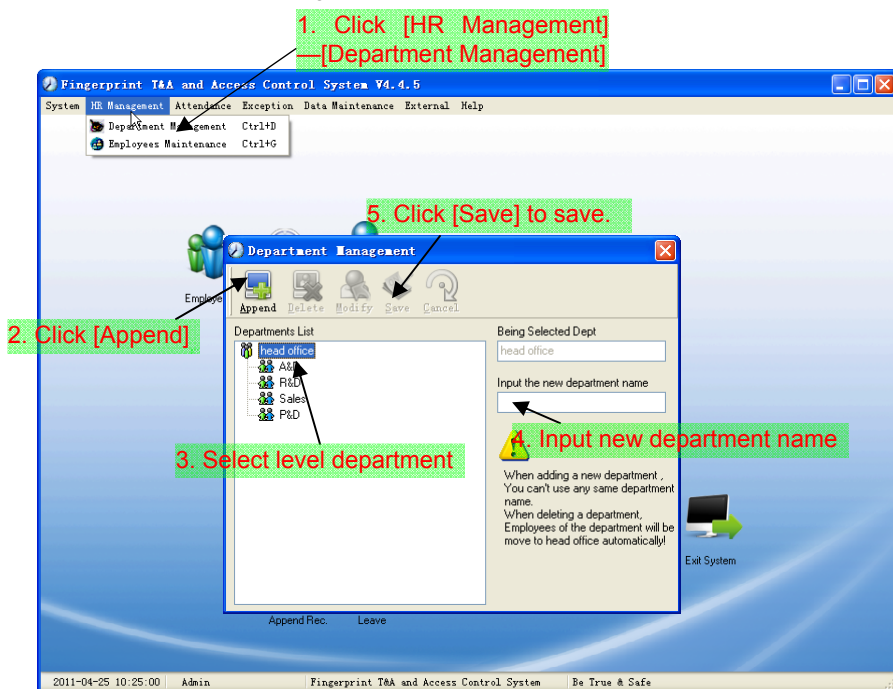 1. Click [HR Management]
—[Department Management]
Fingerprint T&A and Access Control System V4.4.5
System HR Management Attendance Exception Data Maintenance External Help
Department Management Ctrl+D
Employees Maintenance Ctrl+G
5. Click [Save] to save.
Department Management
Employe
Append Delete Modify Save Cancel
2. Click [Append]
Departments List
Being Selected Dept
head office
head office
A&
R&D
Input the new department name
Sales
P&D
4. Input new department name
3. Select level department
When adding a new department ,
You can't use any same department
name.
When deleting a department,
Employees of the department will be
move to head office automatically!
Exit System
Append Rec. Leave
2011-04-25 10:25:00 Admin Fingerprint T&A and Access Control System Be True & Safe